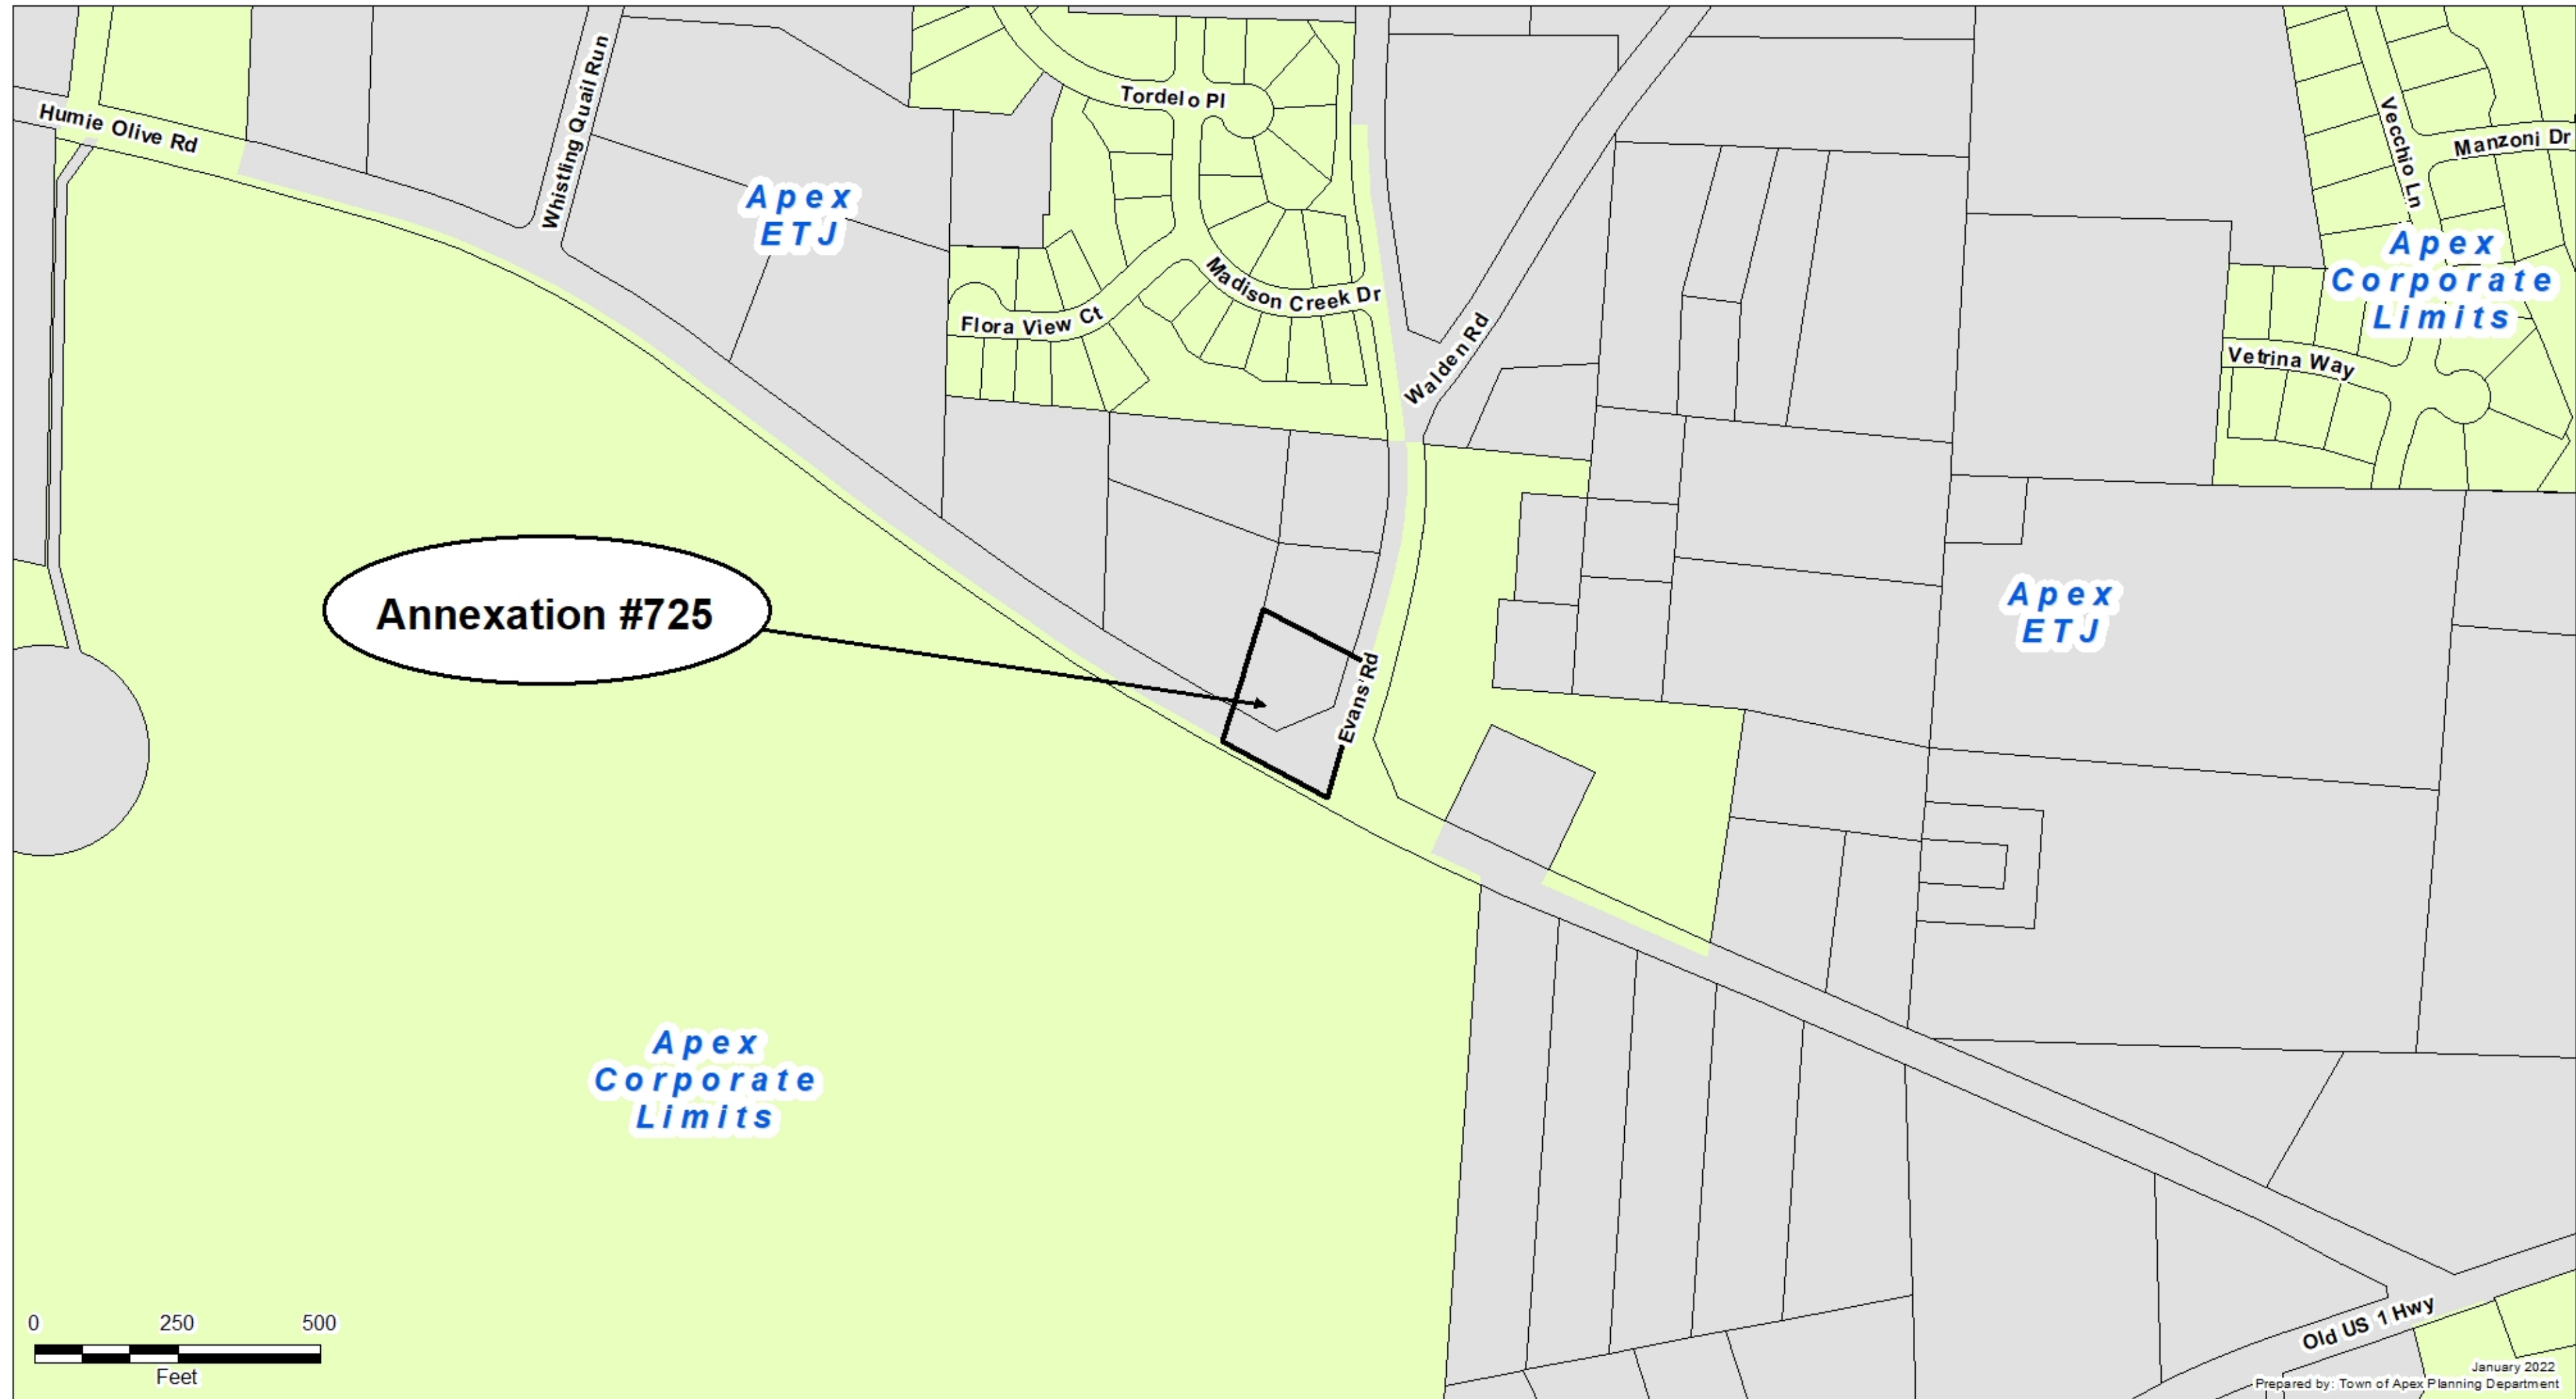 Humie Olive Rd
Whistling Quail Run
Apex
ETJ
Tordelo Pl
Madison Creek Dr
Flora View Ct
Walden Rd
Vecchio Ln
Manzoni Dr
Apex
Corporate
Limits
Vetrina Way
Annexation #725
Evans Rd
Apex
ETJ
Apex
Corporate
Limits
0 250 500
Feet
Old US 1 Hwy
January 2022
Prepared by: Town of Apex Planning Department